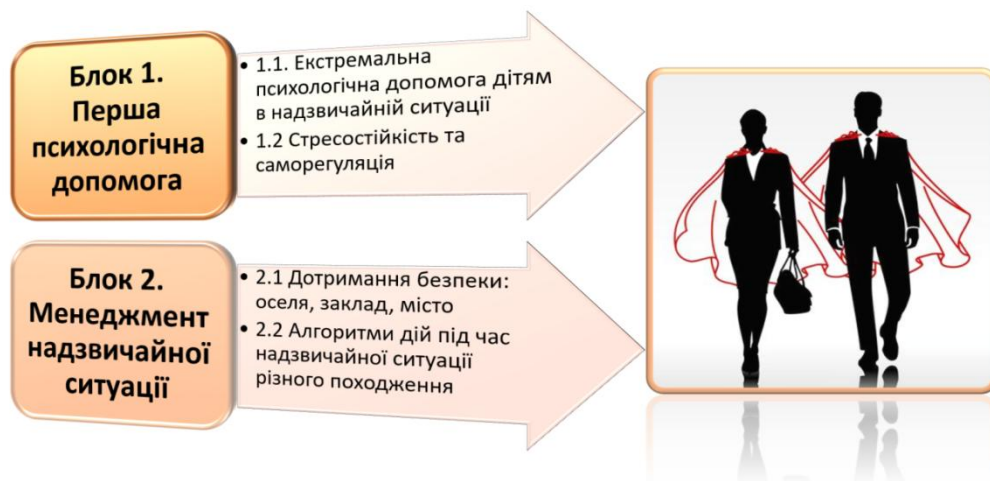 Блок 1.
Перша
психологічна
допомога
• 1.1. Екстремальна
психологічна допомога дітям
в надзвичайній ситуації
• 1.2 Стресостійкість та
саморегуляція
Блок 2.
Менеджмент
надзвичайної
ситуації
• 2.1 Дотримання безпеки:
оселя, заклад, місто
• 2.2 Алгоритми дій під час
надзвичайної ситуації
різного походження